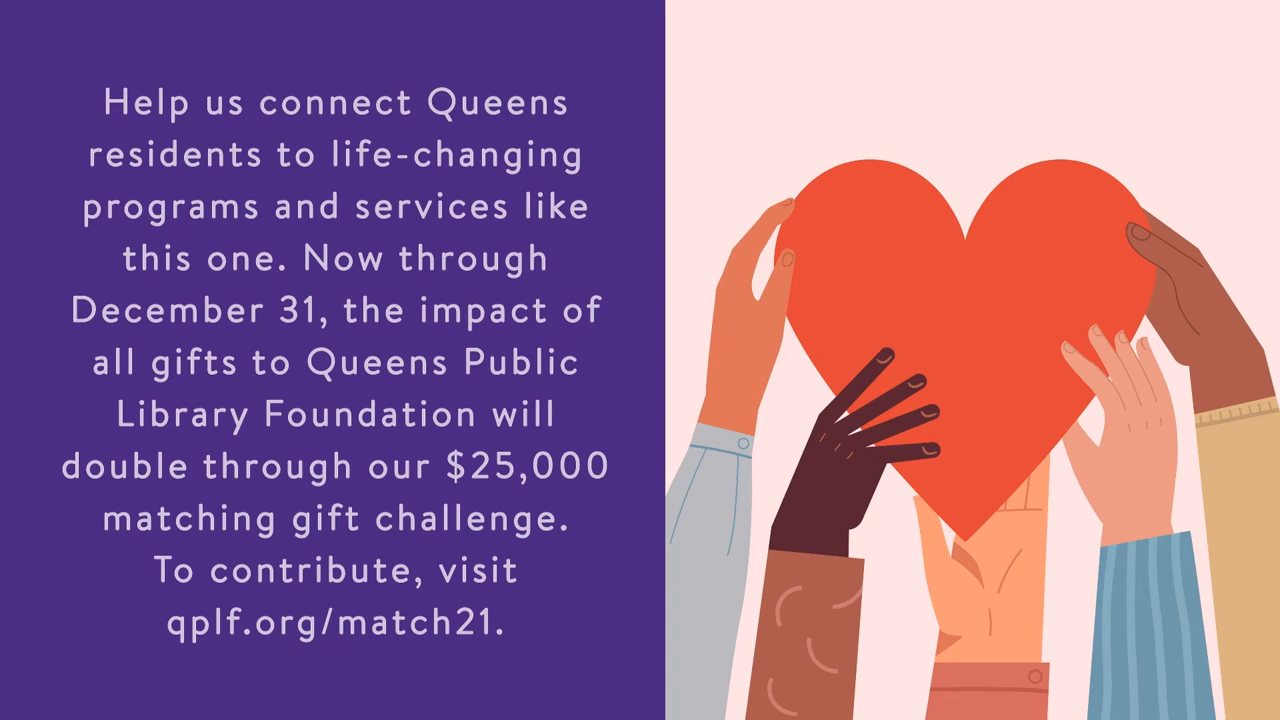 Help us connect Queens
residents to life-changing
programs and services like
this one. Now through
December 31, the impact of
all gifts to Queens Public
Library Foundation will
double through our $25,000
matching gift challenge.
To contribute, visit
qplf.org/match21.